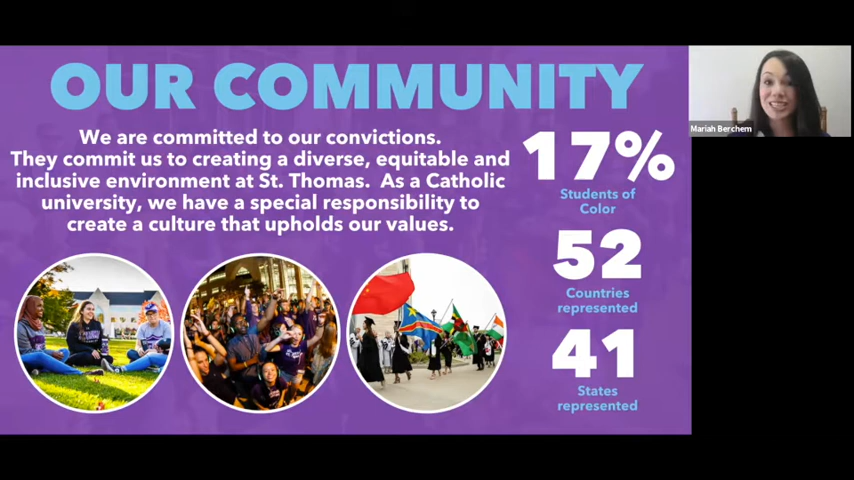 OUR COMMUNITY
We are committed to our convictions.
They commit us to creating a diverse, equitable and
inclusive environment at St. Thomas. As a Catholic
university, we have a special responsibility to
create a culture that upholds our values.
17%
Students of
Color
52
Countries
represented
41
States
represented
Mariah Berchem